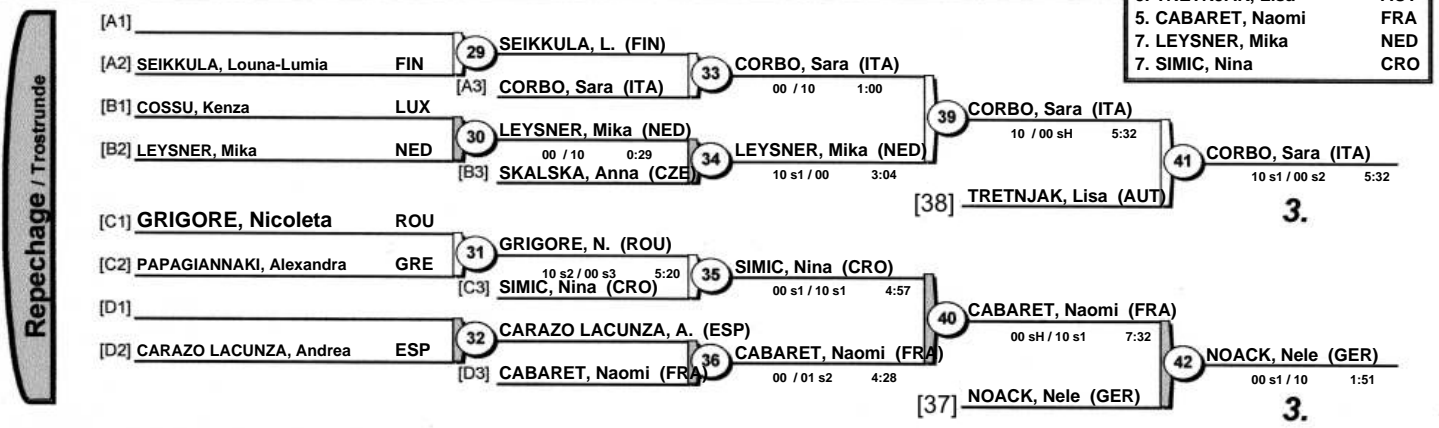 Repechage / Trostrunde
5. CABARET, Naomi FRA
7. LEYSNER, Mika NED
7. SIMIC, Nina CRO
[A1]
[A2] SEIKKULA, Louna-Lumia FIN
29
SEIKKULA, L. (FIN)
[A3] CORBO, Sara (ITA)
33
CORBO, Sara (ITA)
00 / 10 1:00
[B1] COSSU, Kenza LUX
[B2] LEYSNER, Mika NED
30
LEYSNER, Mika (NED)
00 / 10 0:29
[B3] SKALSKA, Anna (CZE)
34
LEYSNER, Mika (NED)
10 s1 / 00 3:04
39
CORBO, Sara (ITA)
10 / 00 sH 5:32
[38] TRETNJAK, Lisa (AUT)
41
CORBO, Sara (ITA)
10 s1 / 00 s2 5:32
3.
[C1] GRIGORE, Nicoleta ROU
[C2] PAPAGIANNAKI, Alexandra GRE
31
GRIGORE, N. (ROU)
10 s2 / 00 s3 5:20
[C3] SIMIC, Nina (CRO)
35
SIMIC, Nina (CRO)
00 s1 / 10 s1 4:57
[D1]
[D2] CARAZO LACUNZA, Andrea ESP
32
CARAZO LACUNZA, A. (ESP)
[D3] CABARET, Naomi (FRA)
36
CABARET, Naomi (FRA)
00 / 01 s2 4:28
40
CABARET, Naomi (FRA)
00 sH / 10 s1 7:32
[37] NOACK, Nele (GER)
42
NOACK, Nele (GER)
00 s1 / 10 1:51
3.